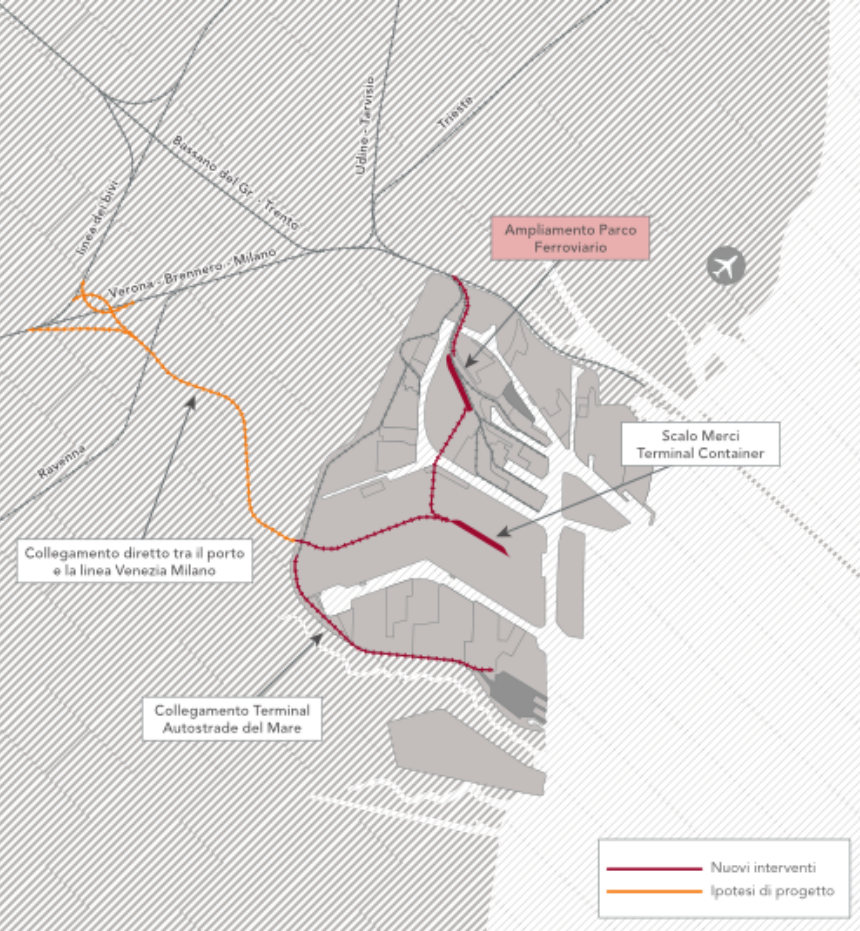 Udine - Tarvisio
Trieste
Bassano del Gr. - Trento
linea dei bivi
Verona - Brennero - Milano
Ampliamento Parco
Ferroviario
Scalo Merci
Terminal Container
Ravenna
Collegamento diretto tra il porto
e la linea Venezia Milano
Collegamento Terminal
Autostrade del Mare
Nuovi interventi
Ipotesi di progetto